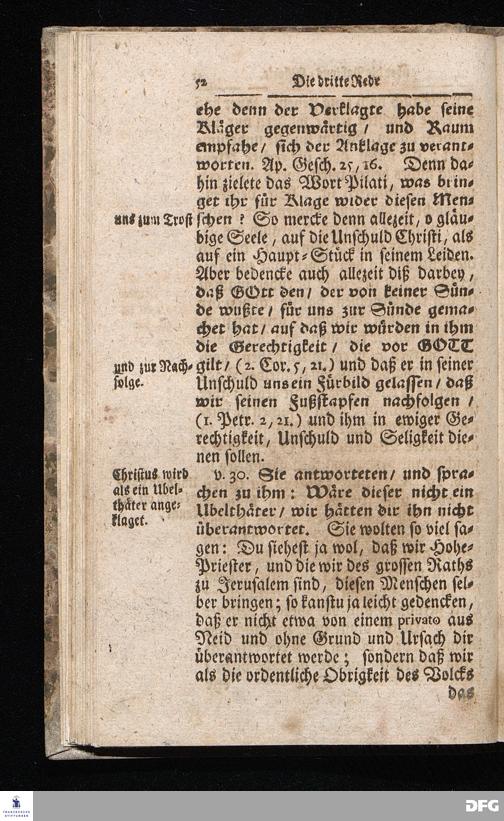 52 Die dritte Rede
ehe denn der Verklagte habe seine
Kläger gegenwärtig / und Raum
empfahe / sich der Anklage zu verant-
worten. Ap. Gesch. 25, 16. Denn da-
hin zielete das Wort Pilati, was brin-
get ihr für Klage wider diesen Men-
uns zum Trost
schen ? So mercke denn allezeit, o gläu-
bige Seele, auf die Unschuld Christi, als
auf ein Haupt-Stück in seinem Leiden.
Aber bedencke auch allezeit diß darbey,
daß GOtt den / der von keiner Sün-
de wußte / für uns zur Sünde gema-
chet hat / auf daß wir würden in ihm
die Gerechtigkeit / die vor GOTT
und zur Nach-
folge.
gilt / (2. Cor. 5, 21.) und daß er in seiner
Unschuld uns ein Fürbild gelassen / daß
wir seinen Fußstapfen nachfolgen /
(1. Petr. 2, 21.) und ihm in ewiger Ge-
rechtigkeit, Unschuld und Seligkeit die-
nen sollen.
Christus wird
als ein Ubel-
thäter ange-
klaget.
v. 30. Sie antworteten / und spra-
chen zu ihm: Wäre dieser nicht ein
Ubelthäter / wir hätten dir ihn nicht
überantwortet. Sie wolten so viel sa-
gen: Du siehest ja wol, daß wir Hohe-
Priester, und die wir des grossen Raths
zu Jerusalem sind, diesen Menschen sel-
ber bringen; so kanstu ja leicht gedencken,
daß er nicht etwa von einem privato aus
Neid und ohne Grund und Ursach dir
überantwortet werde; sondern daß wir
als die ordentliche Obrigkeit des Volcks
das
FRANCKESCHE
STIFTUNGEN
DFG